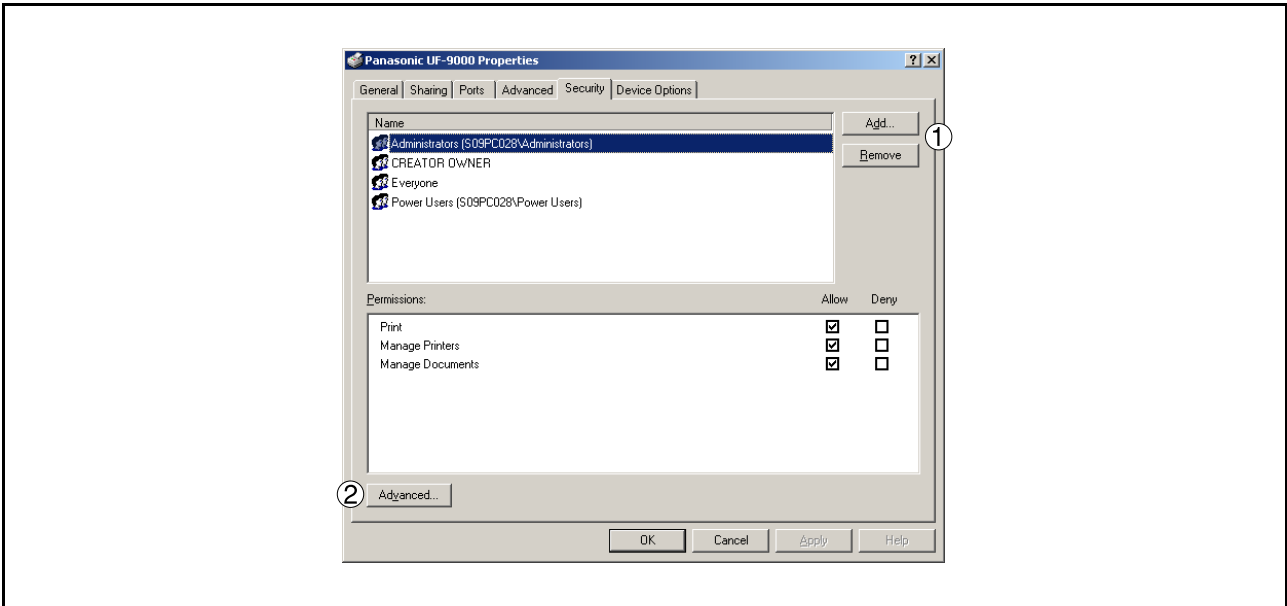 Panasonic UF-9000 Properties
General Sharing Ports Advanced Security Device Options
Name
Add...
①
Administrators (S09PC028\Administrators)
CREATOR OWNER
Remove
Everyone
Power Users (S09PC028\Power Users)
Permissions: Allow Deny
Print
Manage Printers
Manage Documents
② Advanced...
OK Cancel Apply Help